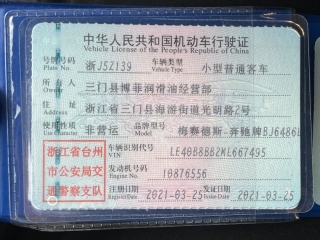 中华人民共和国机动车行驶证
Vehicle License of the People's Republic of China
号牌号码 浙J5Z139 车辆类型 小型普通客车
Plate No. Vehicle Type
所有人 三门县博菲润滑油经营部
Owner
住址 浙江省三门县海游街道光明路2号
Address
使用性质 非营运 品牌型号 梅赛德斯-奔驰牌BJ6486L
浙江省台州 车辆识别代号 LE40B8BB2ML667495
VIN
市公安局交 发动机号码 10876556
Engine No.
通警察支队 注册日期 2021-03-25 发证日期 2021-03-25
Register Date Issue Date